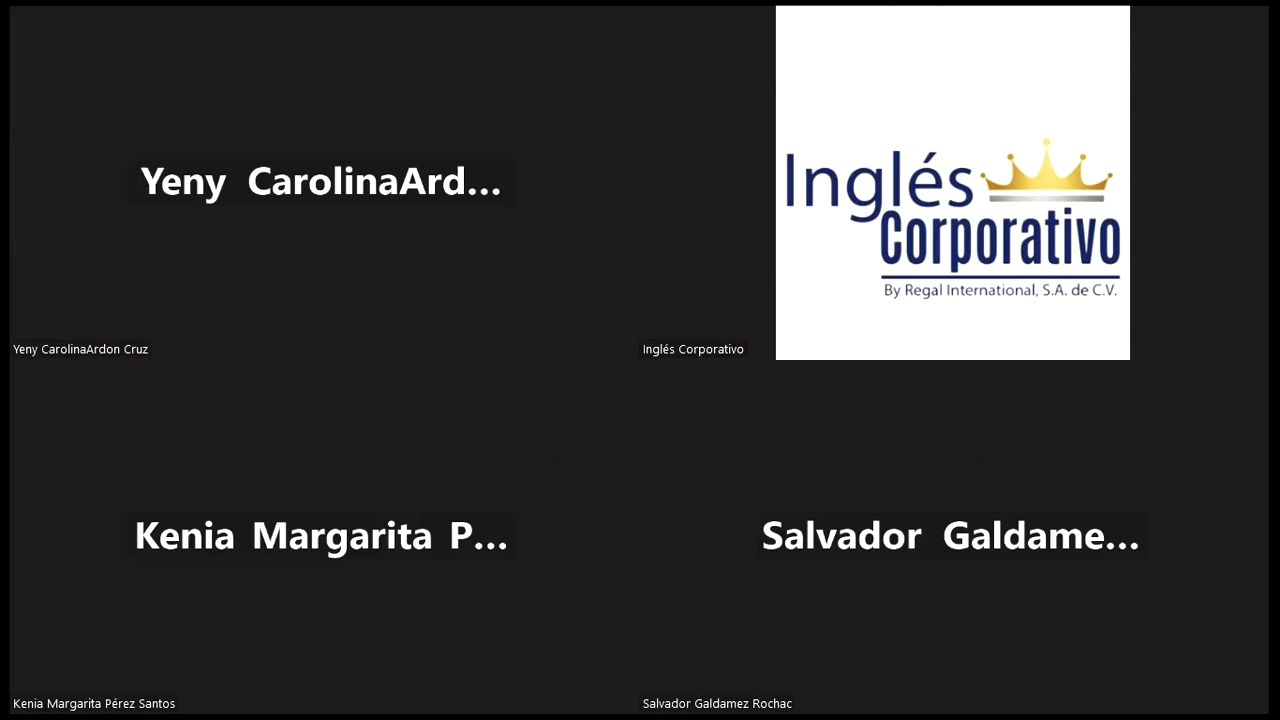 Yeny CarolinaArd...
Yeny CarolinaArdon Cruz
Inglés
Corporativo
By Regal International, S.A. de C.V.
Inglés Corporativo
Kenia Margarita P...
Kenia Margarita Pérez Santos
Salvador Galdame...
Salvador Galdamez Rochac